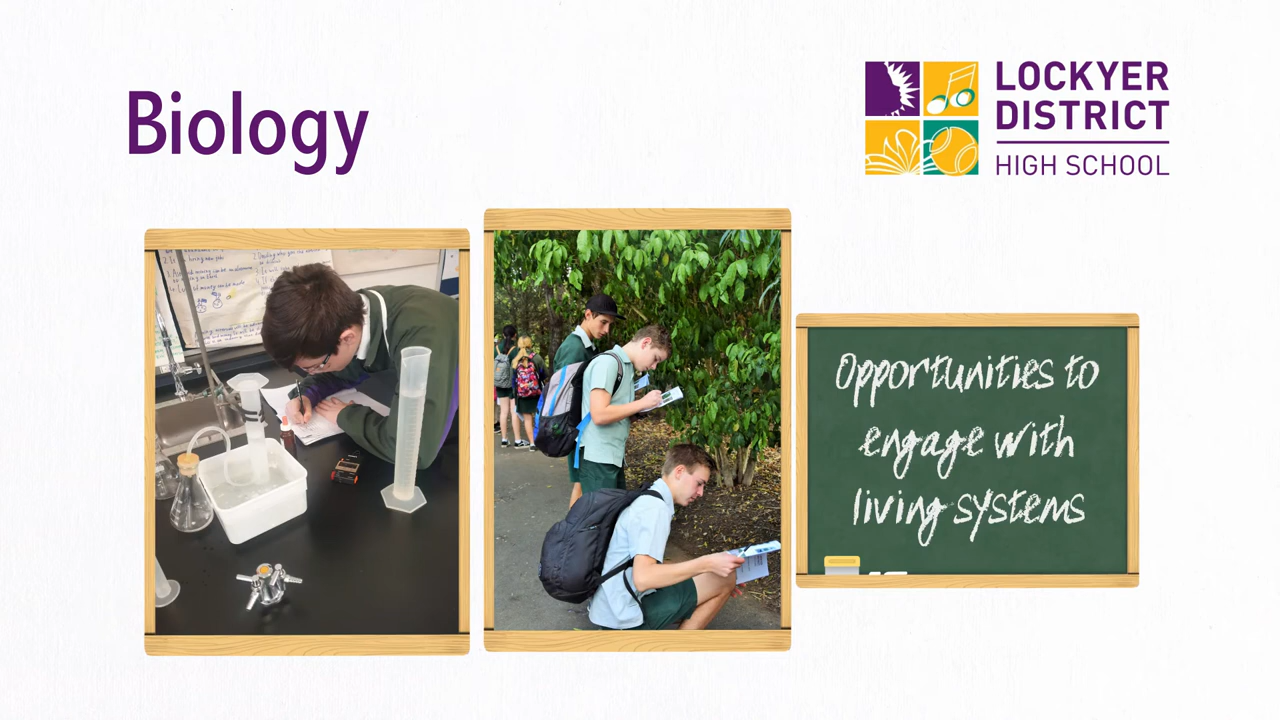 Biology
LOCKYER
DISTRICT
HIGH SCHOOL
Opportunities to
engage with
living systems